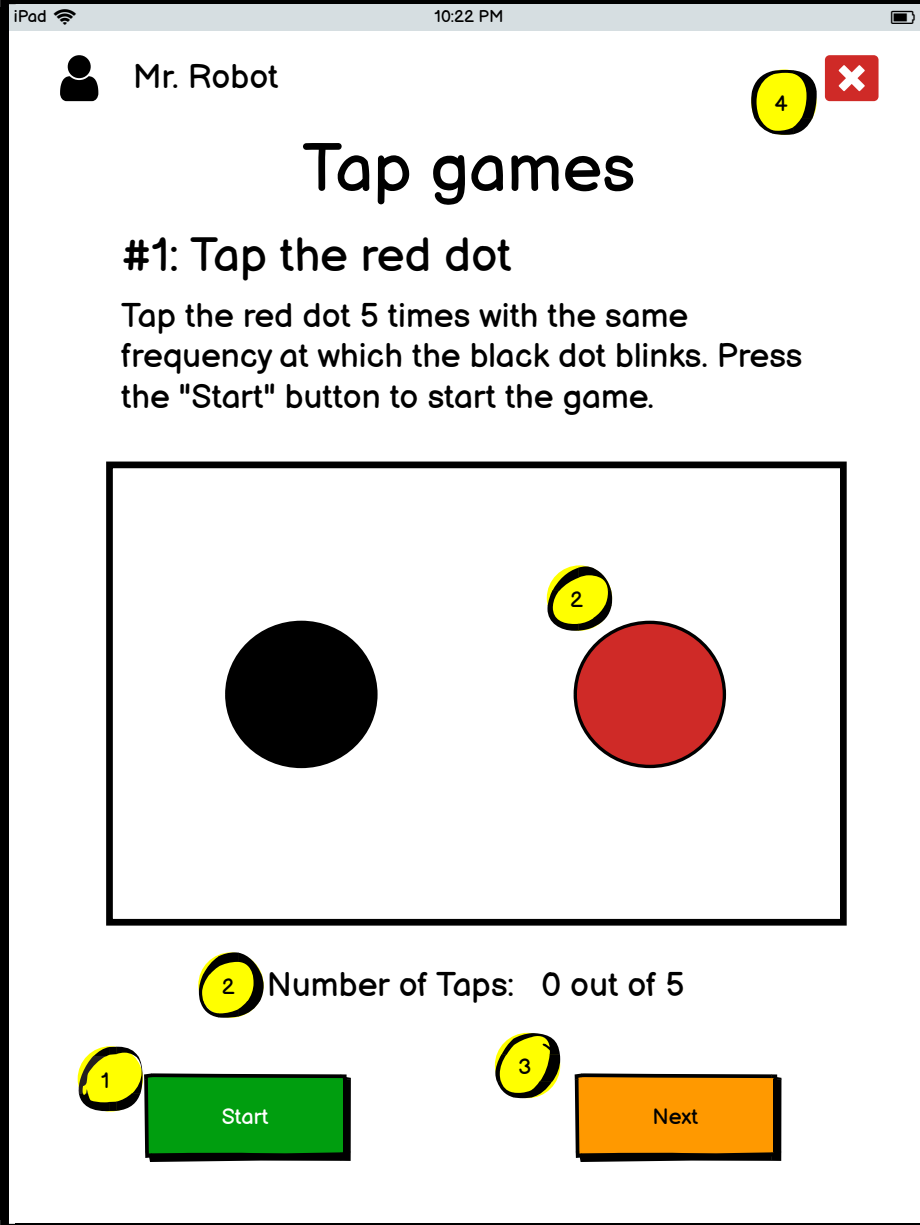 iPad 10:22 PM
Mr. Robot
4
Tap games
#1: Tap the red dot
Tap the red dot 5 times with the same
frequency at which the black dot blinks. Press
the "Start" button to start the game.
2
2 Number of Taps: 0 out of 5
1 Start
3 Next